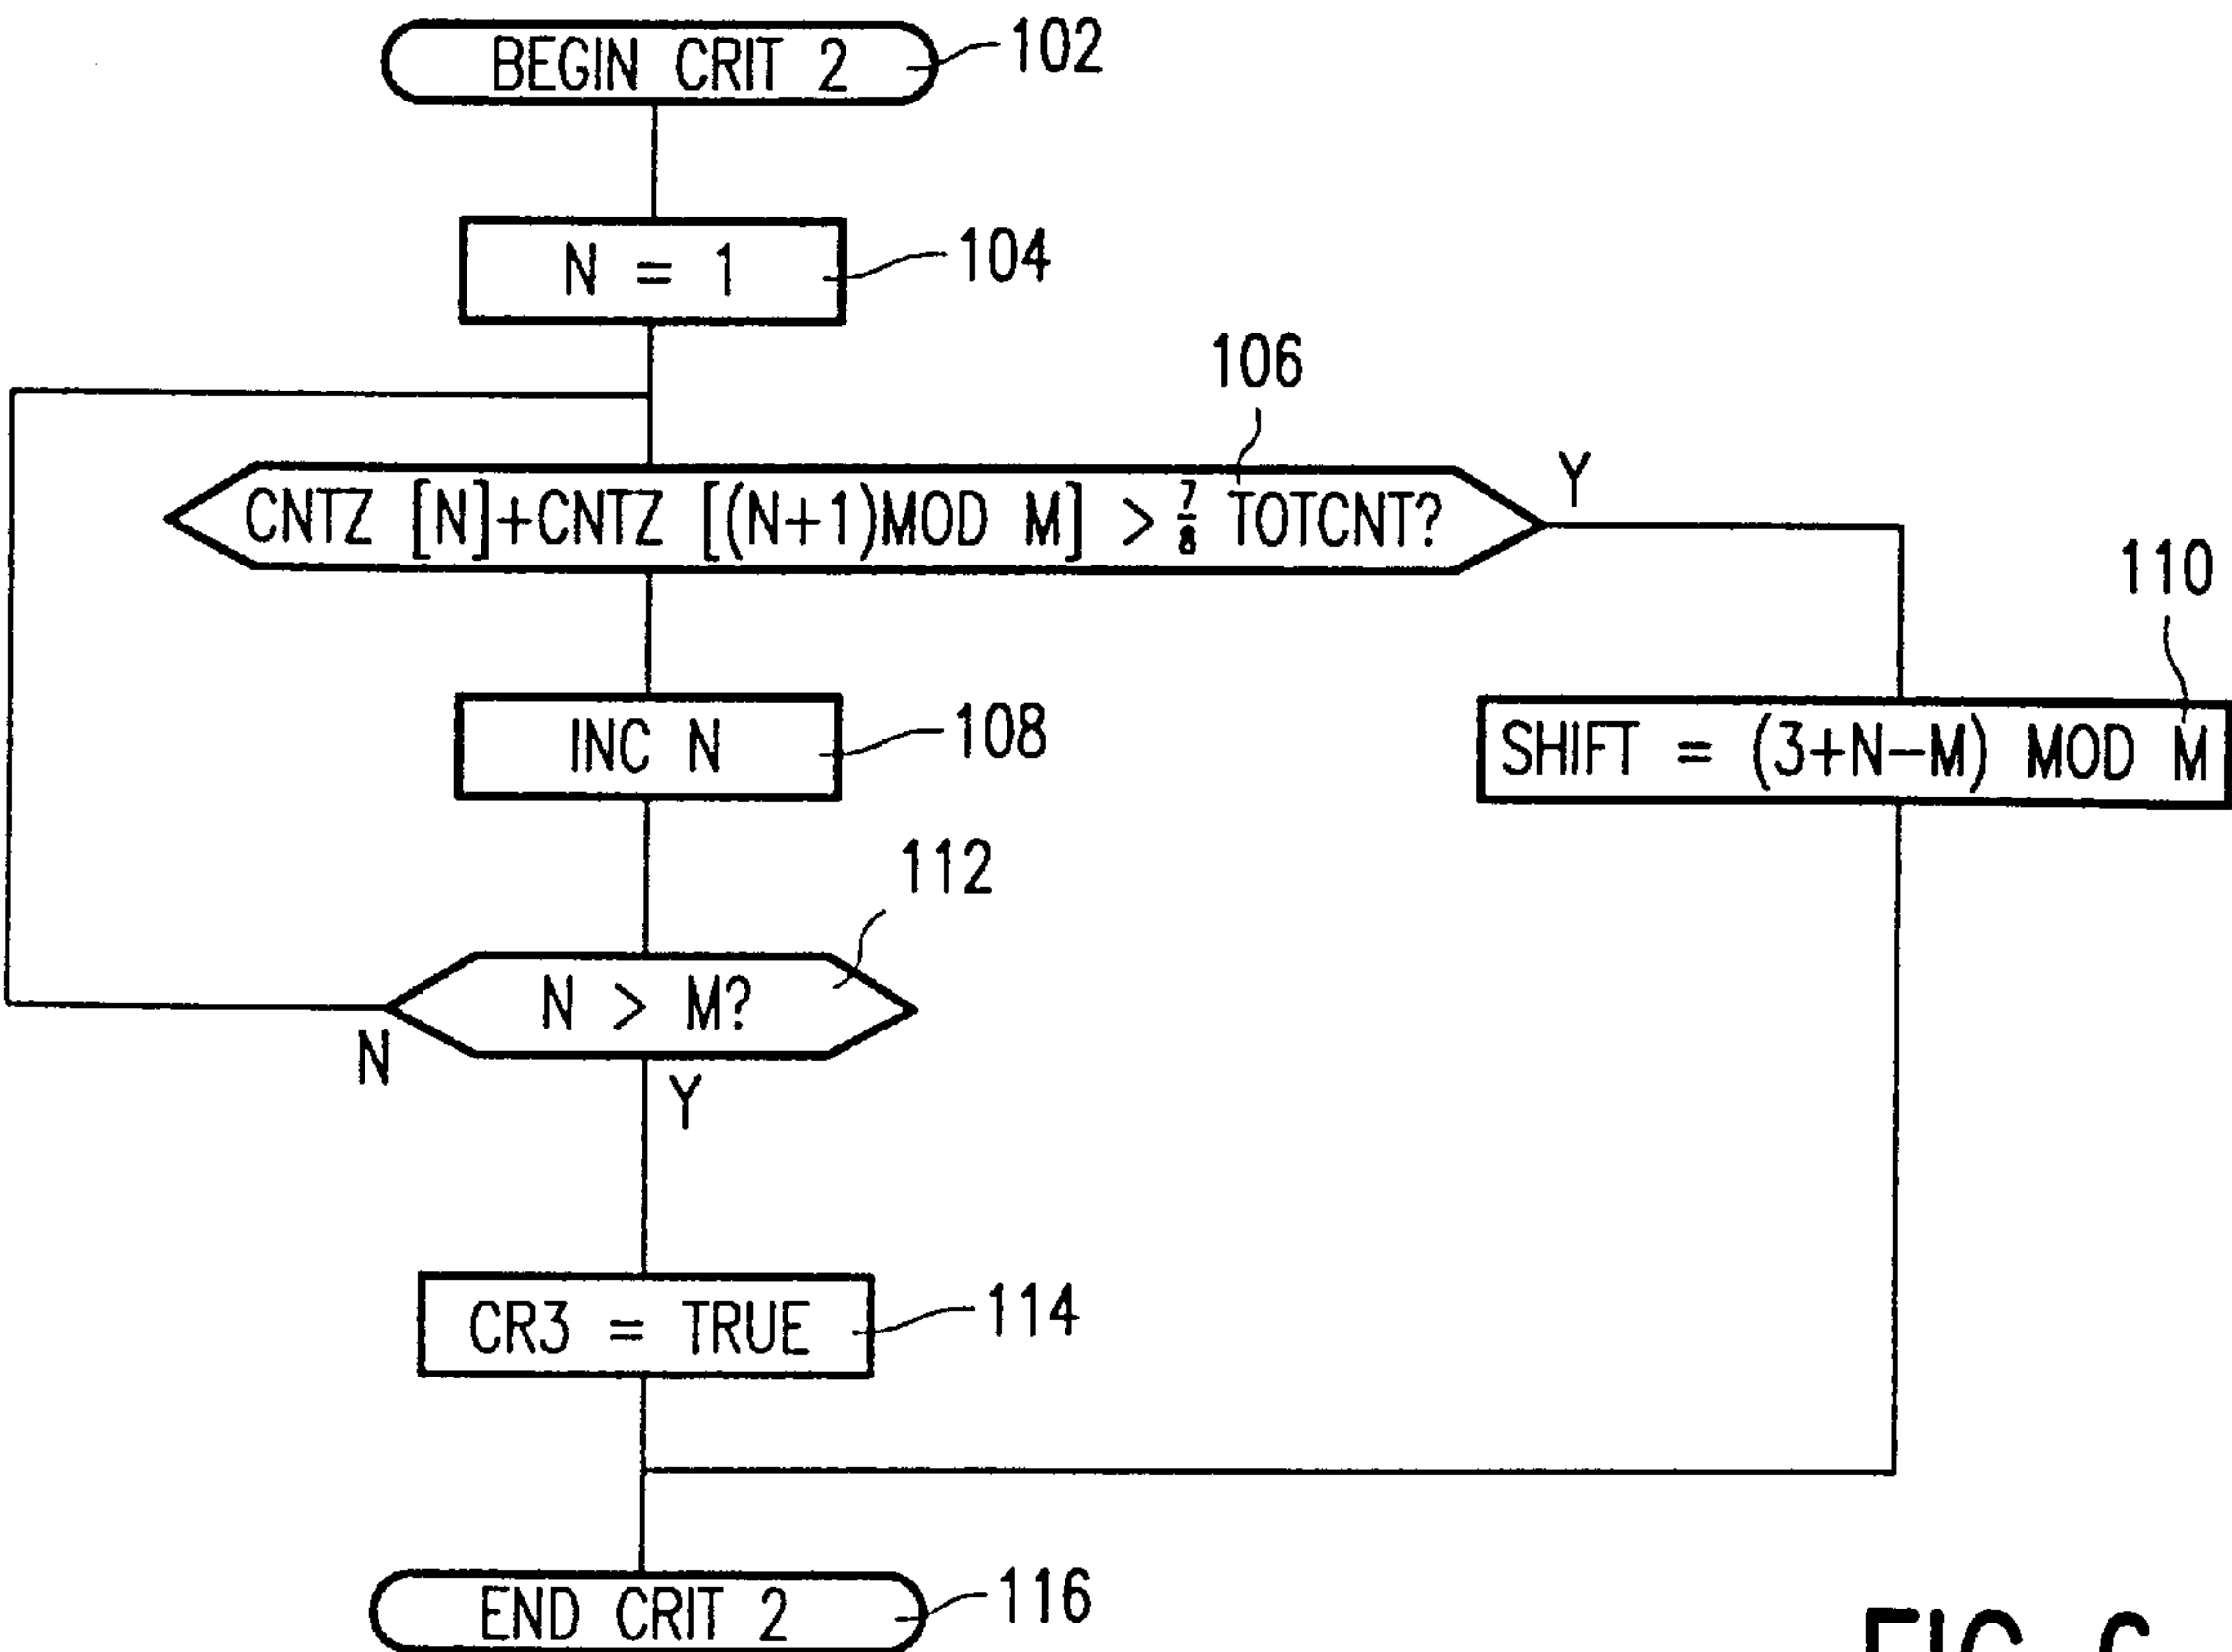 BEGIN CRIT 2
102
N = 1
104
106
CNTZ [N]+CNTZ [(N+1)MOD M] > 7/8 TOTCNT?
Y
110
INC N
108
SHIFT = (3+N-M) MOD M
112
N > M?
N
Y
CR3 = TRUE
114
END CRIT 2
116